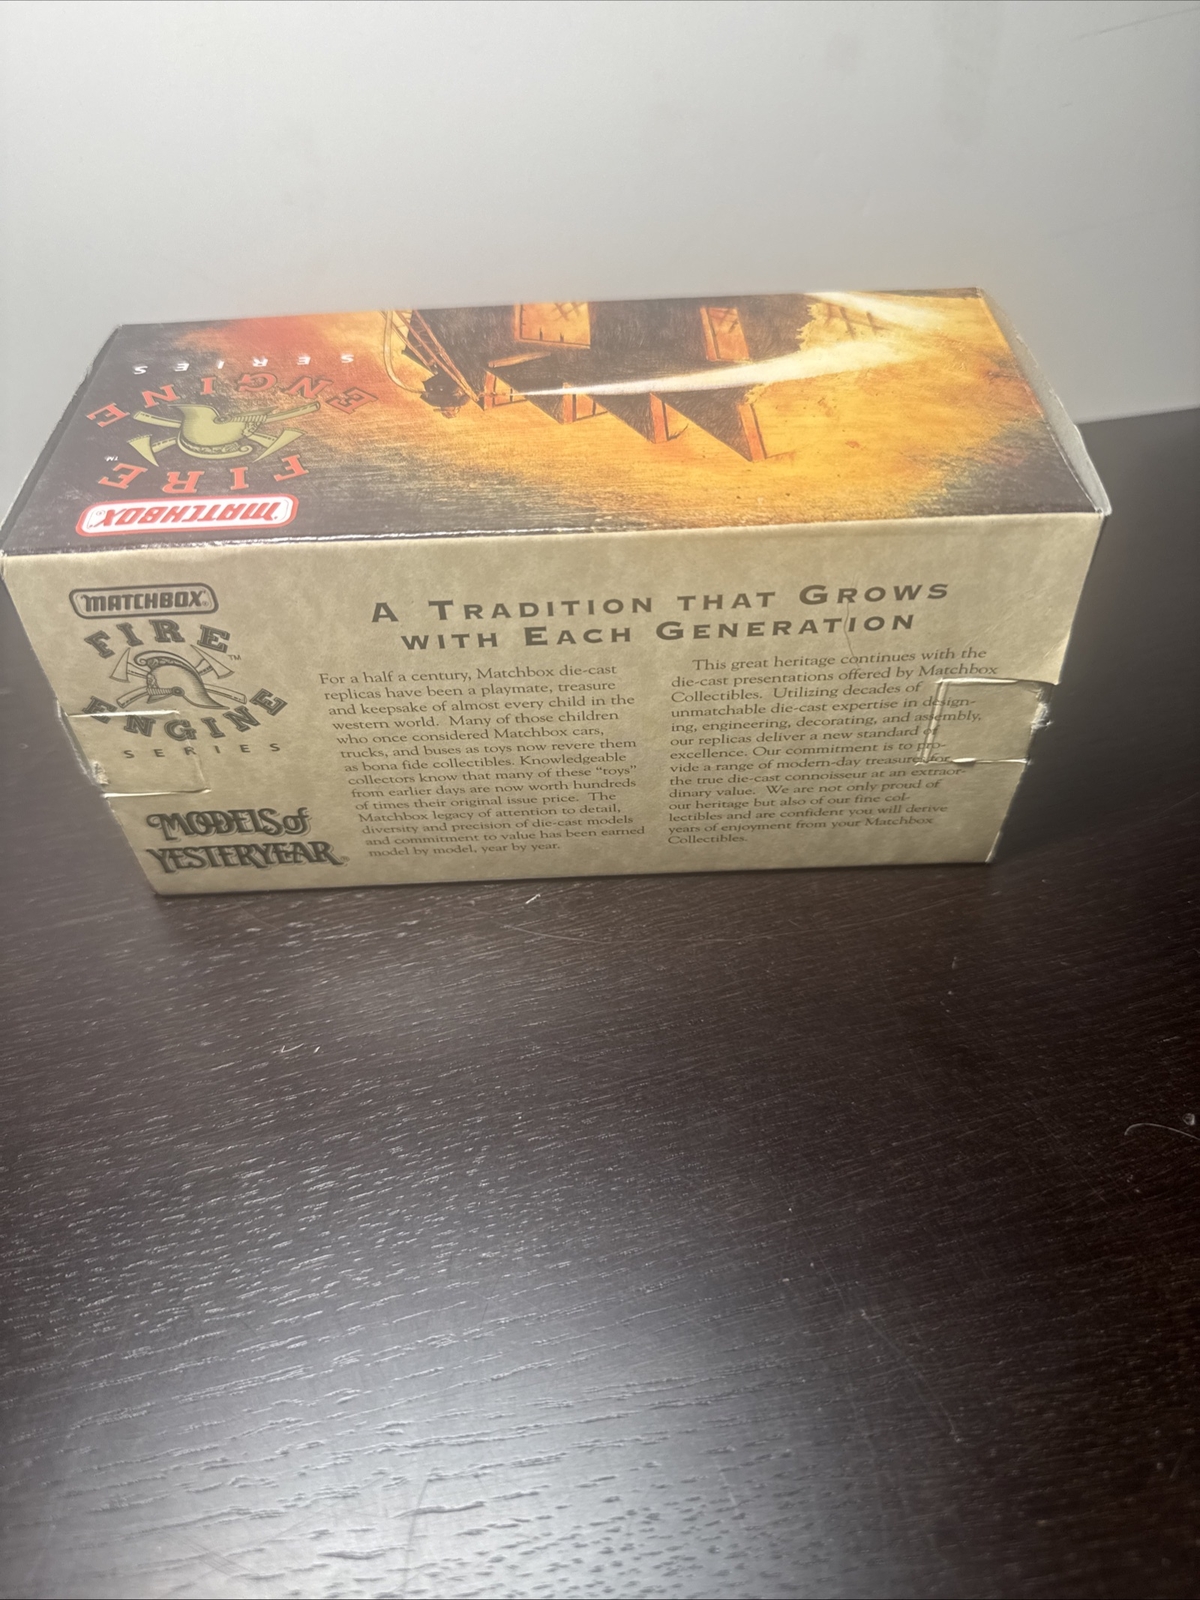 MATCHBOX
FIRE
ENGINE
SERIES
MATCHBOX
FIRE™
ENGINE
SERIES
MODELS of
YESTERYEAR
A TRADITION THAT GROWS
WITH EACH GENERATION
For a half a century, Matchbox die-cast
replicas have been a playmate, treasure
and keepsake of almost every child in the
western world. Many of those children
who once considered Matchbox cars,
trucks, and buses as toys now revere them
as bona fide collectibles. Knowledgeable
collectors know that many of these "toys"
from earlier days are now worth hundreds
of times their original issue price. The
Matchbox legacy of attention to detail,
diversity and precision of die-cast models
and commitment to value has been earned
model by model, year by year.
This great heritage continues with the
die-cast presentations offered by Matchbox
Collectibles. Utilizing decades of
unmatchable die-cast expertise in design-
ing, engineering, decorating, and assembly,
our replicas deliver a new standard of
excellence. Our commitment is to pro-
vide a range of modern-day treasures for
the true die-cast connoisseur at an extraor-
dinary value. We are not only proud of
our heritage but also of our fine col-
lectibles and are confident you will derive
years of enjoyment from your Matchbox
Collectibles.